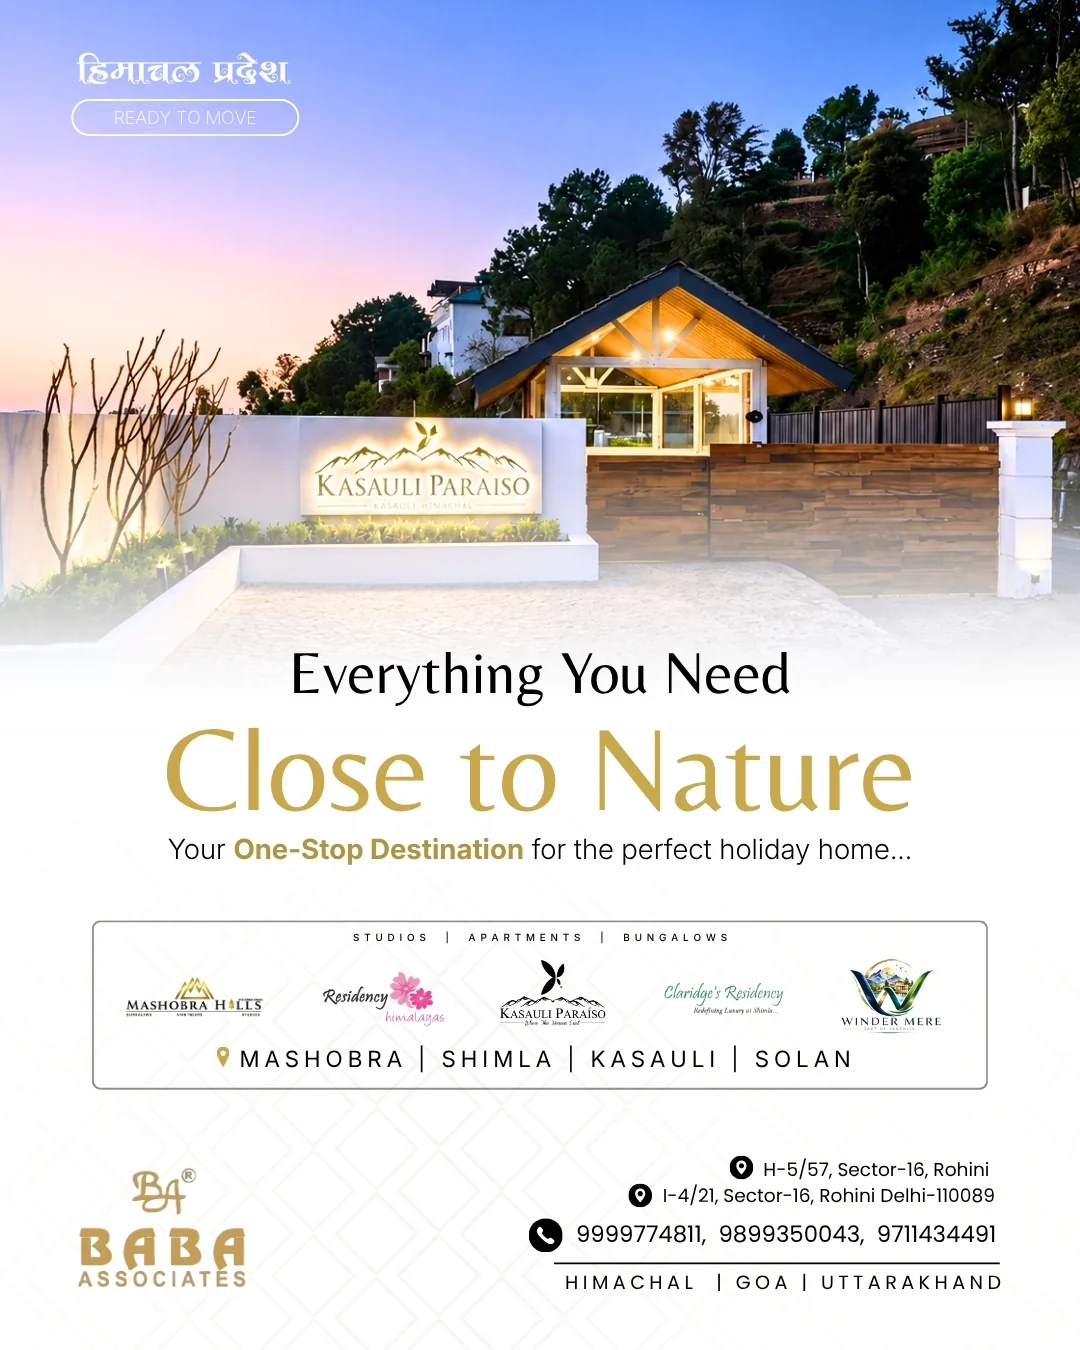 हिमाचल प्रदेश
READY TO MOVE
KASAULI PARAISO
KASAULI HIMACHAL
Everything You Need
Close to Nature
Your One-Stop Destination for the perfect holiday home...
STUDIOS | APARTMENTS | BUNGALOWS
MASHOBRA HILLS
Residency himalayas
KASAULI PARAÍSO
Claridge's Residency
Redefining Luxury at Shimla...
WINDER MERE
MASHOBRA | SHIMLA | KASAULI | SOLAN
BA®
BABA
ASSOCIATES
H-5/57, Sector-16, Rohini
I-4/21, Sector-16, Rohini Delhi-110089
9999774811, 9899350043, 9711434491
HIMACHAL | GOA | UTTARAKHAND